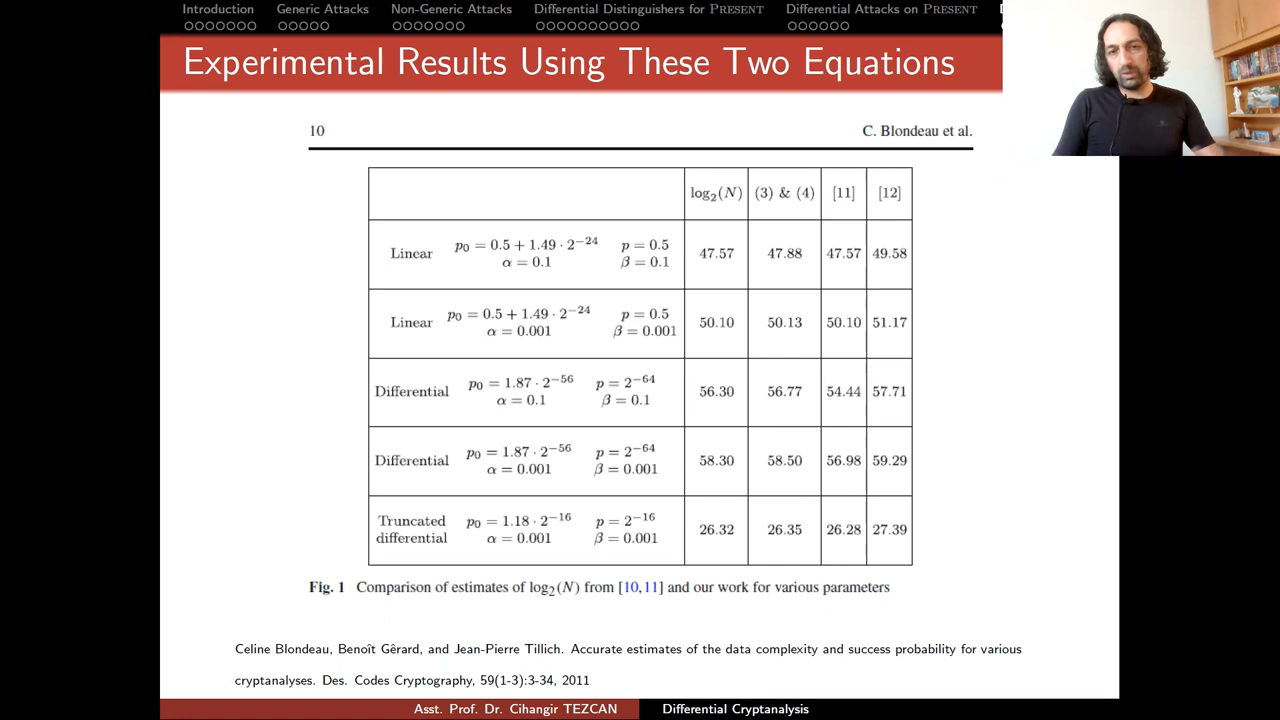 Introduction Generic Attacks Non-Generic Attacks Differential Distinguishers for PRESENT Differential Attacks on PRESENT
Experimental Results Using These Two Equations
10 C. Blondeau et al.
log₂(N) (3) & (4) [11] [12]
Linear p₀ = 0.5 + 1.49 · 2⁻²⁴ p = 0.5 47.57 47.88 47.57 49.58
α = 0.1 β = 0.1
Linear p₀ = 0.5 + 1.49 · 2⁻²⁴ p = 0.5 50.10 50.13 50.10 51.17
α = 0.001 β = 0.001
Differential p₀ = 1.87 · 2⁻⁵⁶ p = 2⁻⁶⁴ 56.30 56.77 54.44 57.71
α = 0.1 β = 0.1
Differential p₀ = 1.87 · 2⁻⁵⁶ p = 2⁻⁶⁴ 58.30 58.50 56.98 59.29
α = 0.001 β = 0.001
Truncated p₀ = 1.18 · 2⁻¹⁶ p = 2⁻¹⁶ 26.32 26.35 26.28 27.39
differential α = 0.001 β = 0.001
Fig. 1 Comparison of estimates of log₂(N) from [10,11] and our work for various parameters
Celine Blondeau, Benoît Gêrard, and Jean-Pierre Tillich. Accurate estimates of the data complexity and success probability for various
cryptanalyses. Des. Codes Cryptography, 59(1-3):3-34, 2011
Asst. Prof. Dr. Cihangir TEZCAN Differential Cryptanalysis